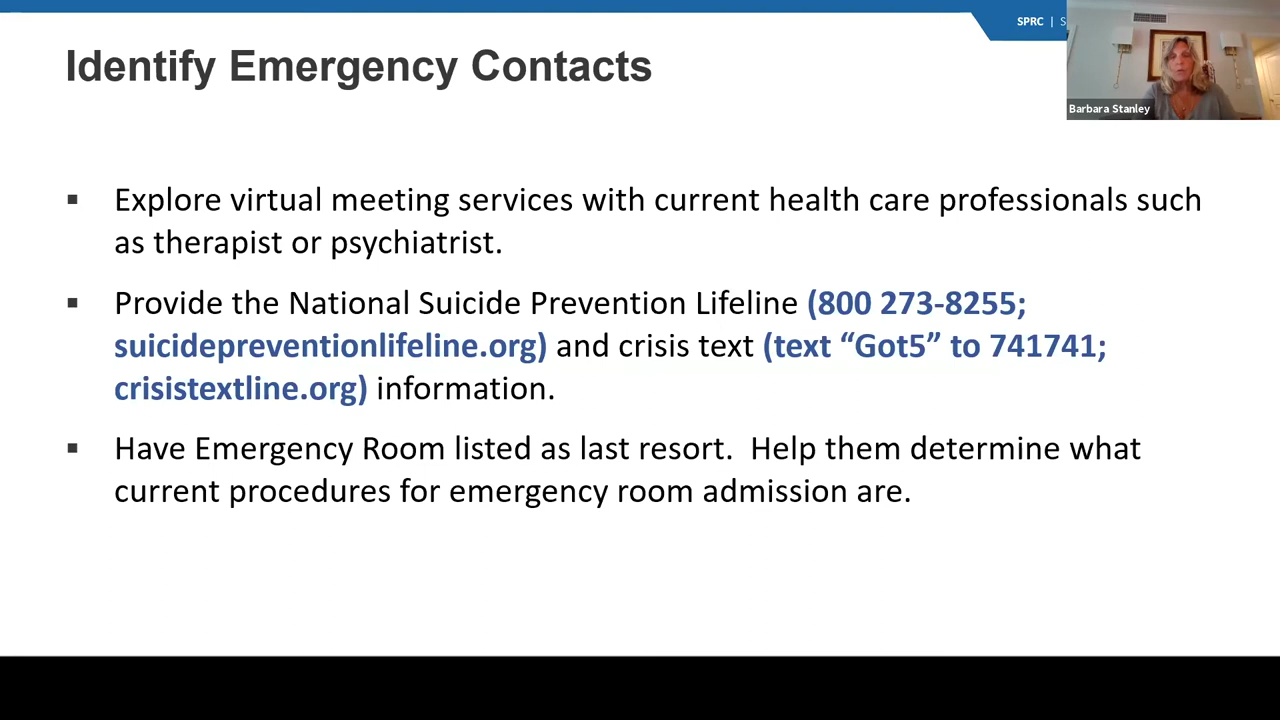 SPRC | S
Identify Emergency Contacts
Barbara Stanley
▪ Explore virtual meeting services with current health care professionals such
as therapist or psychiatrist.
▪ Provide the National Suicide Prevention Lifeline (800 273-8255;
suicidepreventionlifeline.org) and crisis text (text “Got5” to 741741;
crisistextline.org) information.
▪ Have Emergency Room listed as last resort.  Help them determine what
current procedures for emergency room admission are.